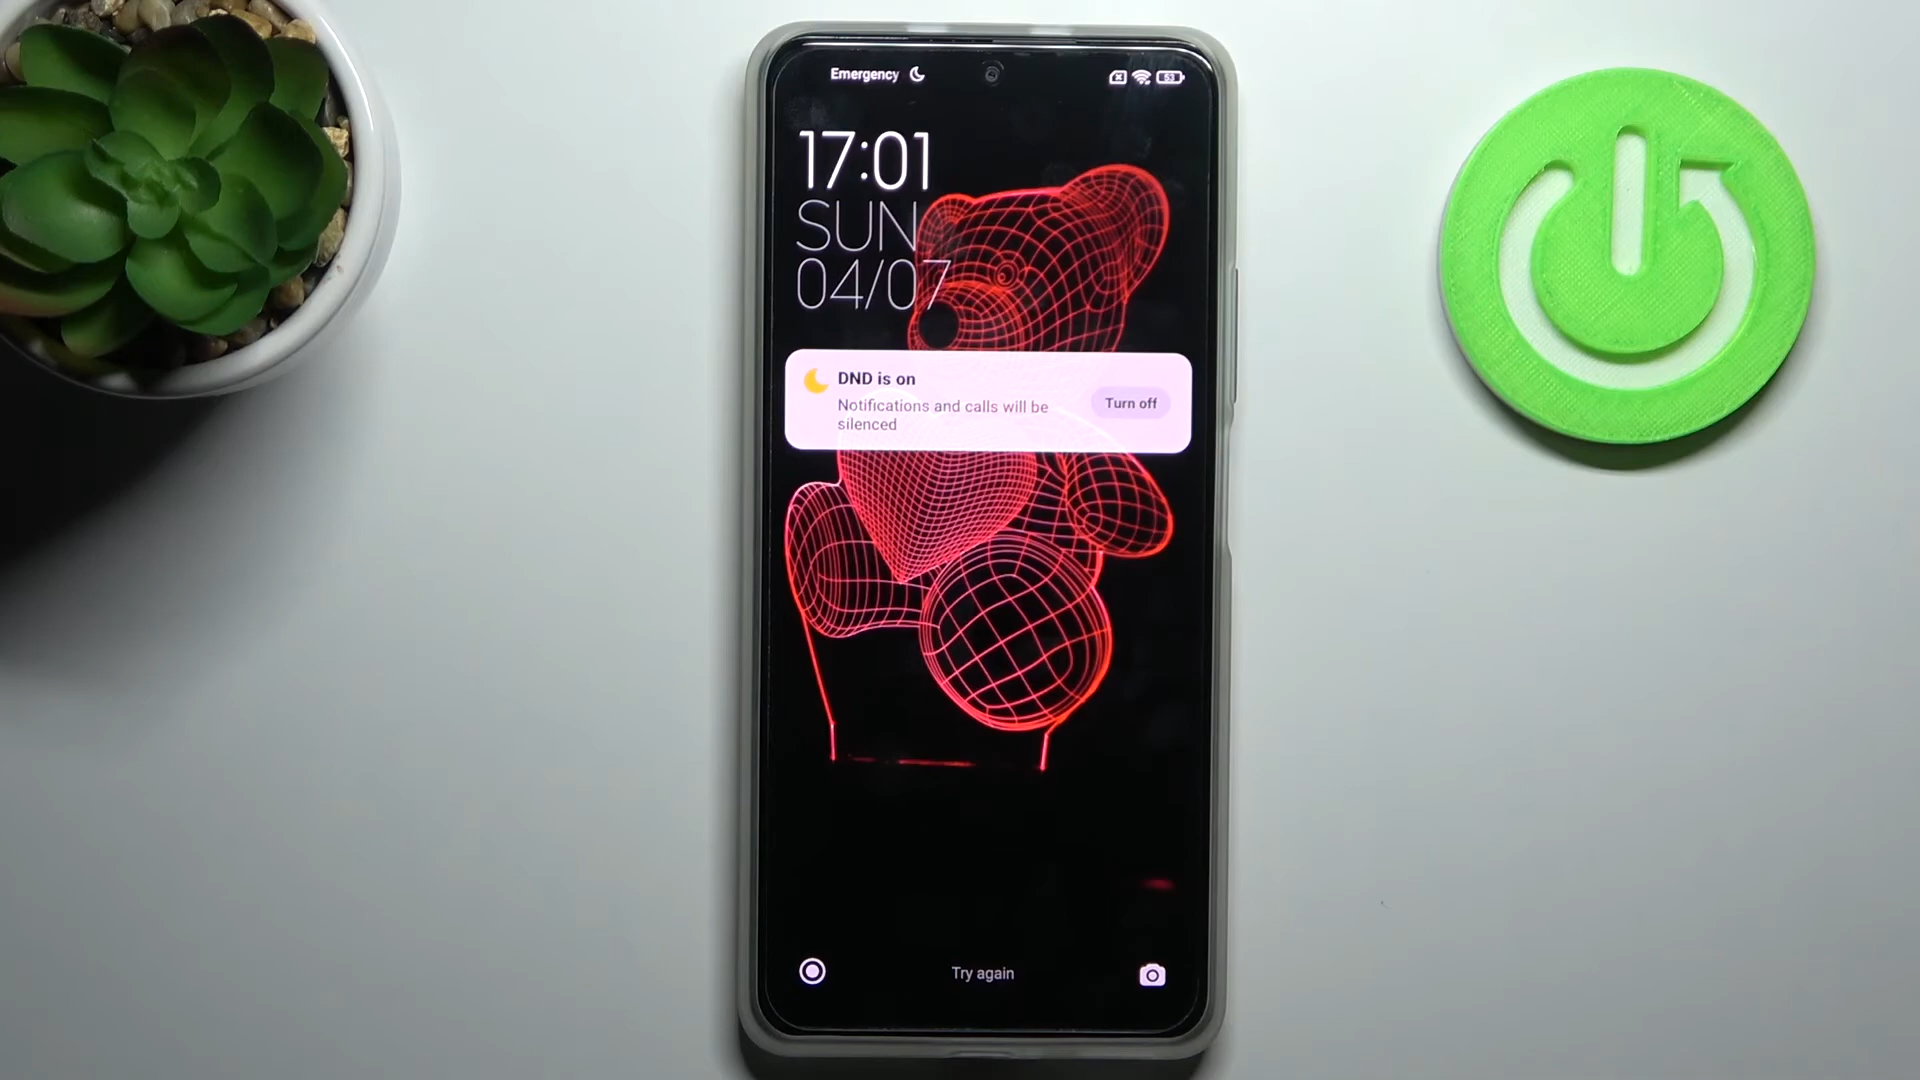 Emergency
53
17:01
SUN
04/07
DND is on
Notifications and calls will be
silenced
Turn off
Try again